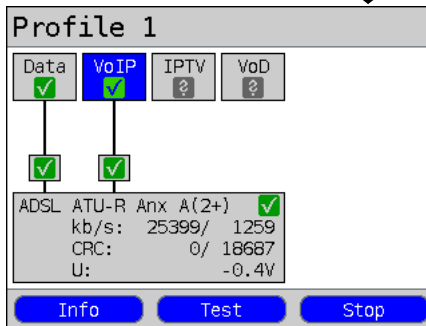 Profile 1
Data VoIP IPTV VoD
ADSL ATU-R Anx A(2+)
kb/s: 25399/ 1259
CRC: 0/ 18687
U: -0.4V
Info Test Stop